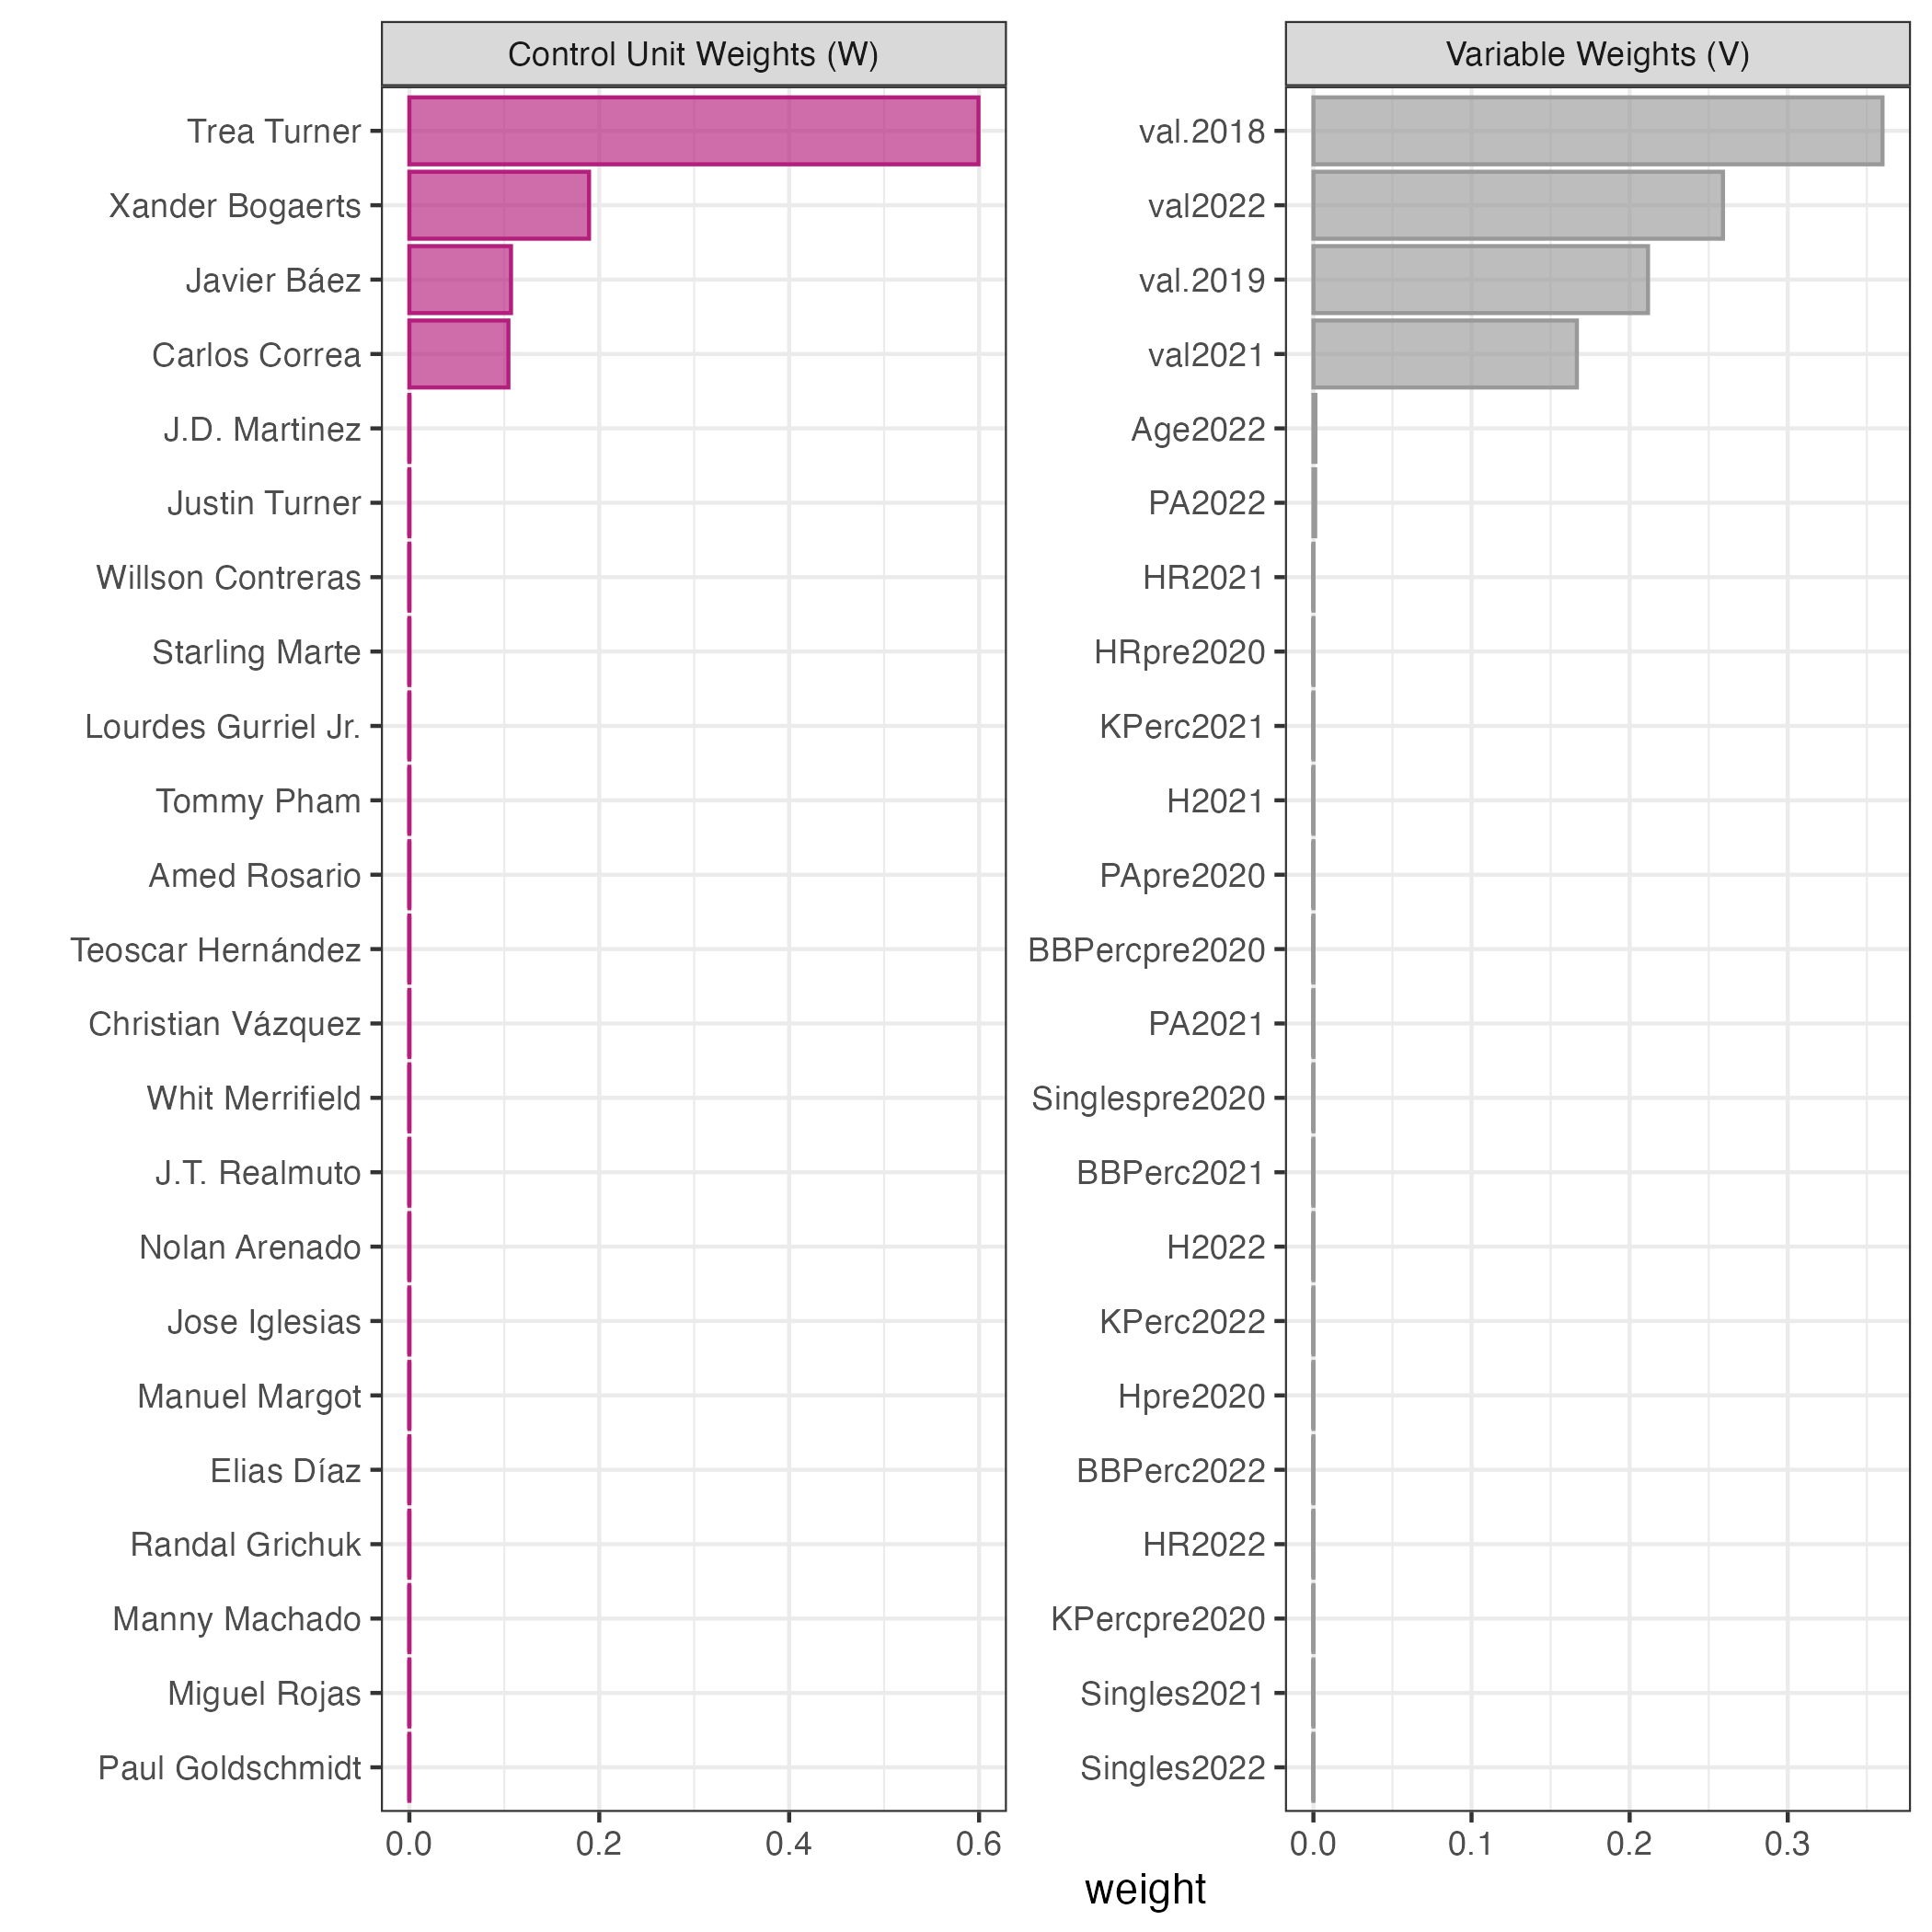 Control Unit Weights (W)
Trea Turner
Xander Bogaerts
Javier Báez
Carlos Correa
J.D. Martinez
Justin Turner
Willson Contreras
Starling Marte
Lourdes Gurriel Jr.
Tommy Pham
Amed Rosario
Teoscar Hernández
Christian Vázquez
Whit Merrifield
J.T. Realmuto
Nolan Arenado
Jose Iglesias
Manuel Margot
Elias Díaz
Randal Grichuk
Manny Machado
Miguel Rojas
Paul Goldschmidt
0.0 0.2 0.4 0.6
Variable Weights (V)
val.2018
val2022
val.2019
val2021
Age2022
PA2022
HR2021
HRpre2020
KPerc2021
H2021
PApre2020
BBPercpre2020
PA2021
Singlespre2020
BBPerc2021
H2022
KPerc2022
Hpre2020
BBPerc2022
HR2022
KPercpre2020
Singles2021
Singles2022
0.0 0.1 0.2 0.3
weight